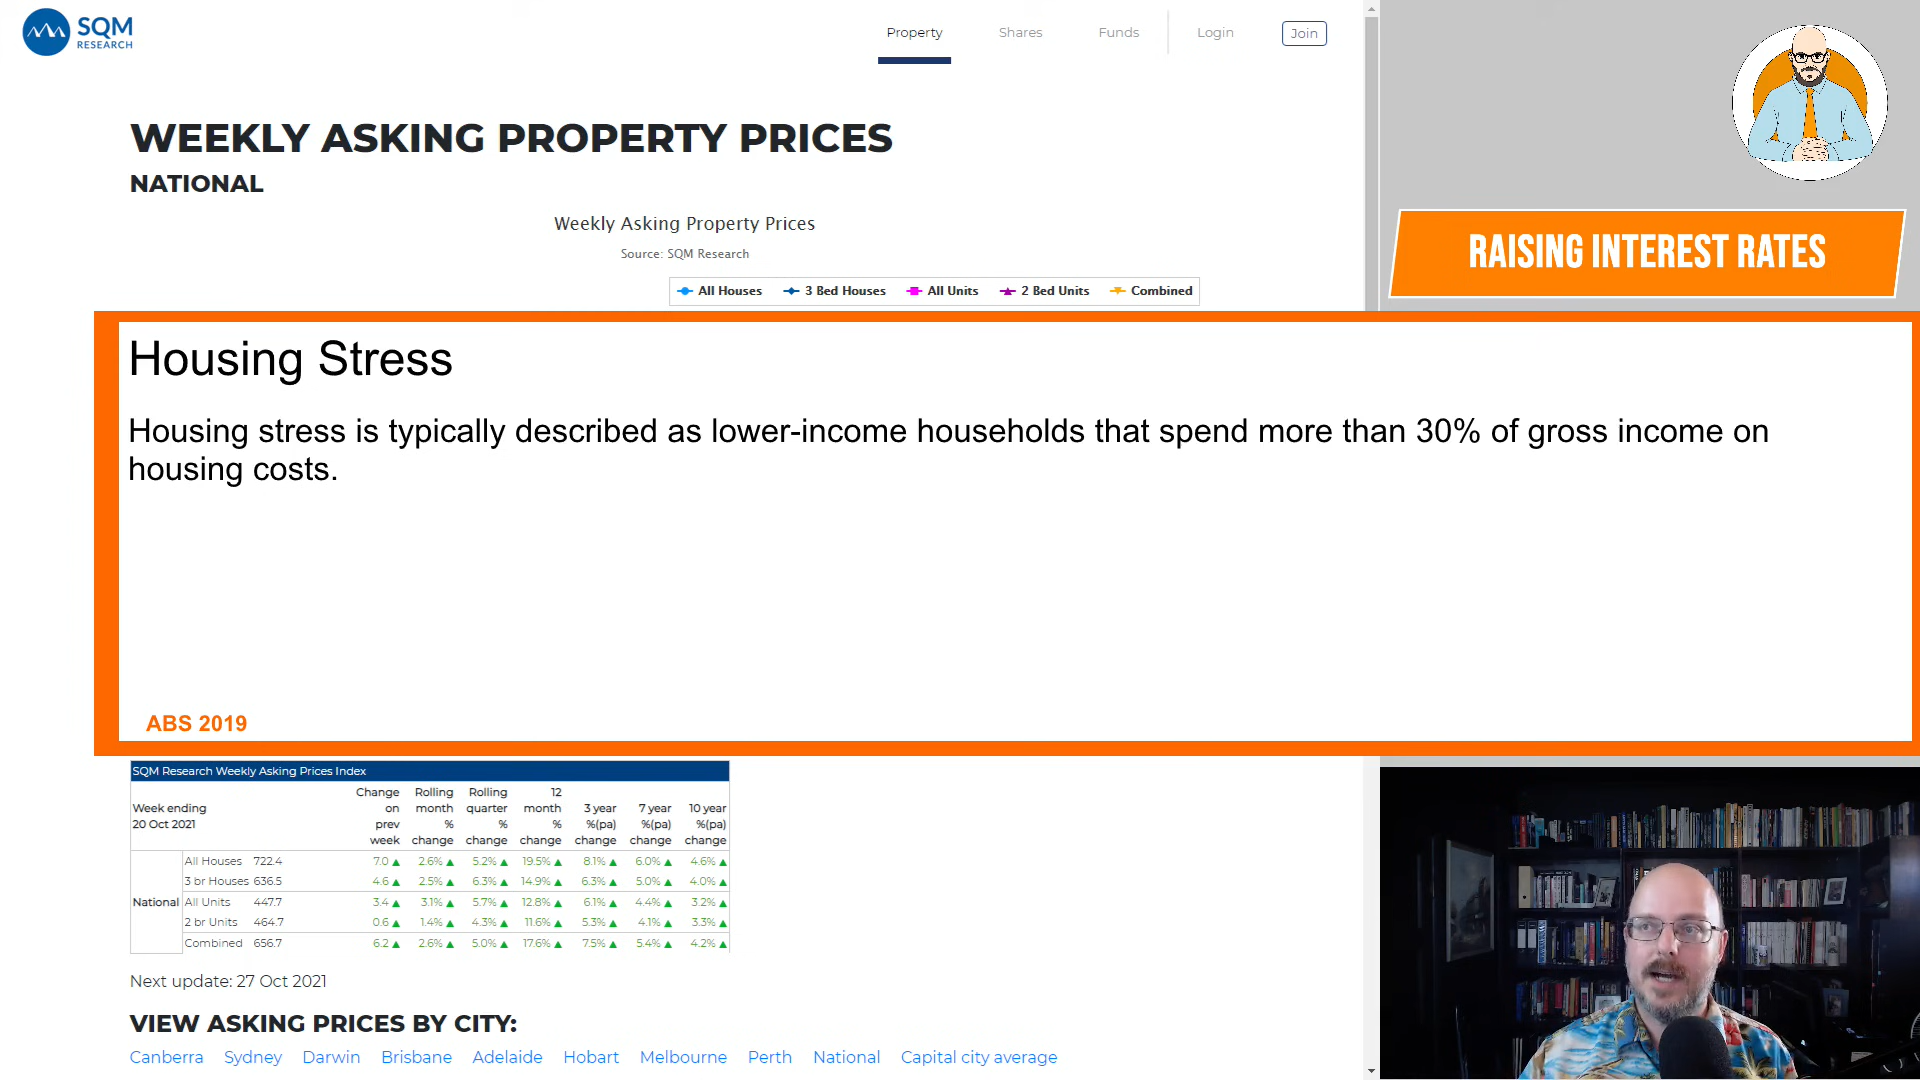 SQM
RESEARCH
Property Shares Funds Login Join
WEEKLY ASKING PROPERTY PRICES
NATIONAL
Weekly Asking Property Prices
Source: SQM Research
All Houses 3 Bed Houses All Units 2 Bed Units Combined
RAISING INTEREST RATES
Housing Stress
Housing stress is typically described as lower-income households that spend more than 30% of gross income on
housing costs.
ABS 2019
SQM Research Weekly Asking Prices Index
Week ending
20 Oct 2021
Change on prev week
Rolling month % change
Rolling quarter % change
12 month % change
3 year %(pa) change
7 year %(pa) change
10 year %(pa) change
National
All Houses 722.4 7.0 ▲ 2.6% ▲ 5.2% ▲ 19.5% ▲ 8.1% ▲ 6.0% ▲ 4.6% ▲
3 br Houses 636.5 4.6 ▲ 2.5% ▲ 6.3% ▲ 14.9% ▲ 6.3% ▲ 5.0% ▲ 4.0% ▲
All Units 447.7 3.4 ▲ 3.1% ▲ 5.7% ▲ 12.8% ▲ 6.1% ▲ 4.4% ▲ 3.2% ▲
2 br Units 464.7 0.6 ▲ 1.4% ▲ 4.3% ▲ 11.6% ▲ 5.3% ▲ 4.1% ▲ 3.3% ▲
Combined 656.7 6.2 ▲ 2.6% ▲ 5.0% ▲ 17.6% ▲ 7.5% ▲ 5.4% ▲ 4.2% ▲
Next update: 27 Oct 2021
VIEW ASKING PRICES BY CITY:
Canberra Sydney Darwin Brisbane Adelaide Hobart Melbourne Perth National Capital city average